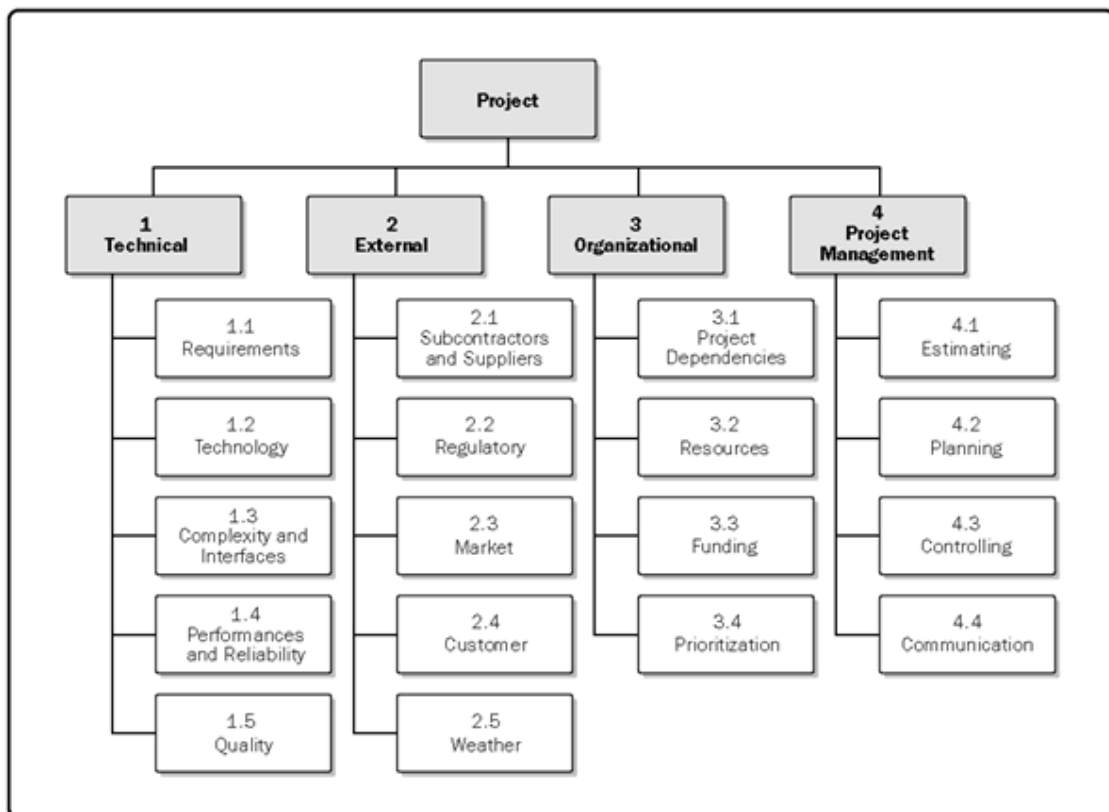 Project
1
Technical
2
External
3
Organizational
4
Project
Management
1.1
Requirements
2.1
Subcontractors
and Suppliers
3.1
Project
Dependencies
4.1
Estimating
1.2
Technology
2.2
Regulatory
3.2
Resources
4.2
Planning
1.3
Complexity and
Interfaces
2.3
Market
3.3
Funding
4.3
Controlling
1.4
Performances
and Reliability
2.4
Customer
3.4
Prioritization
4.4
Communication
1.5
Quality
2.5
Weather